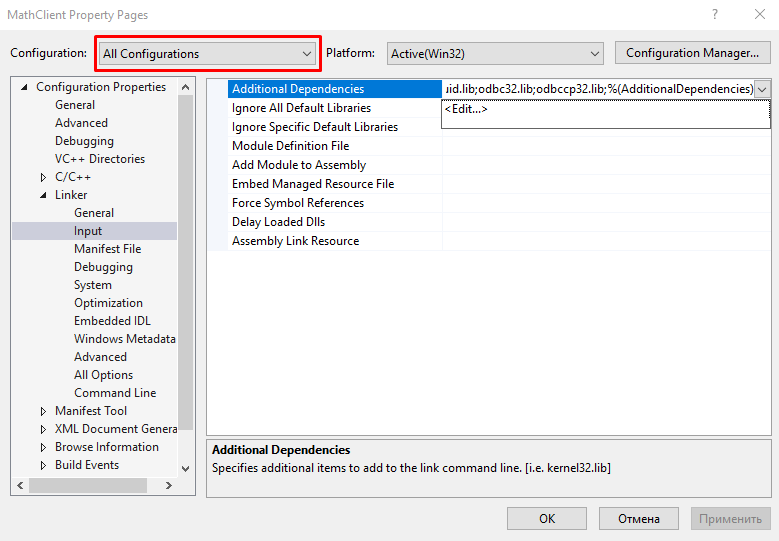 MathClient Property Pages
Configuration: All Configurations Platform: Active(Win32) Configuration Manager...
Configuration Properties
General
Advanced
Debugging
VC++ Directories
C/C++
Linker
General
Input
Manifest File
Debugging
System
Optimization
Embedded IDL
Windows Metadata
Advanced
All Options
Command Line
Manifest Tool
XML Document Genera
Browse Information
Build Events
Additional Dependencies uid.lib;odbc32.lib;odbccp32.lib;%(AdditionalDependencies)
<Edit...>
Ignore All Default Libraries
Ignore Specific Default Libraries
Module Definition File
Add Module to Assembly
Embed Managed Resource File
Force Symbol References
Delay Loaded Dlls
Assembly Link Resource
Additional Dependencies
Specifies additional items to add to the link command line. [i.e. kernel32.lib]
OK Отмена Применить